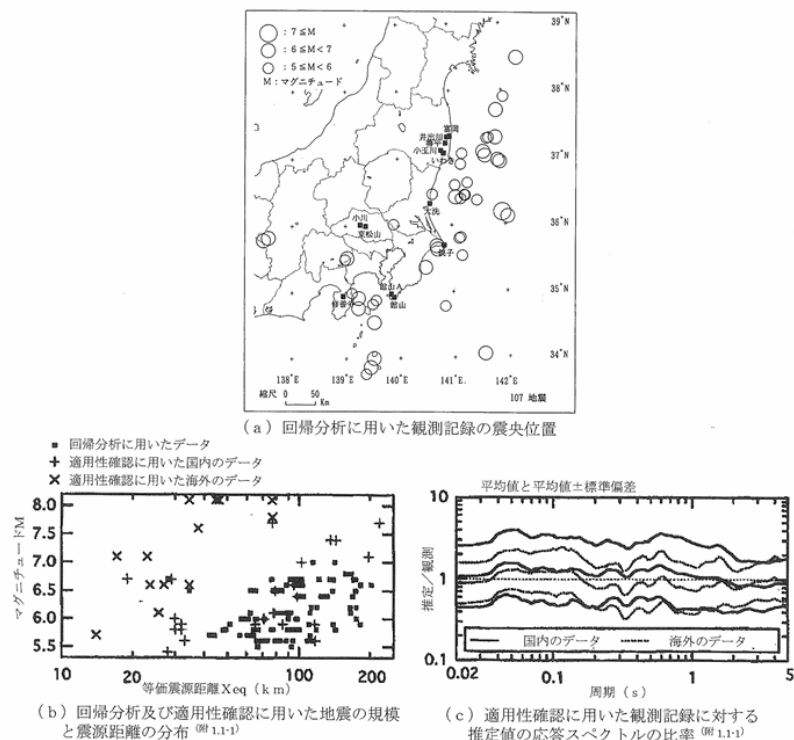 39°N
: 7≦M
: 6≦M<7
: 5≦M<6
M：マグニチュード
38°N
富岡
井出川
小玉川
37°N
いわき
大洗
小川
東松山
36°N
銚子
館山A
館山
35°N
34°N
138°E 139°E 140°E 141°E. 142°E
縮尺 0 50
Km
107 地震
(a) 回帰分析に用いた観測記録の震央位置
■ 回帰分析に用いたデータ
+ 適用性確認に用いた国内のデータ
× 適用性確認に用いた海外のデータ
マグニチュードM
8.0
7.5
7.0
6.5
6.0
5.5
10 20 100 200
等価震源距離Xeq (km)
(b) 回帰分析及び適用性確認に用いた地震の規模
と震源距離の分布 (附1.1-1)
平均値と平均値±標準偏差
推定/観測
10
1
0.1
国内のデータ
海外のデータ
0.02 0.1 1 5
周期 (s)
(c) 適用性確認に用いた観測記録に対する
推定値の応答スペクトルの比率 (附1.1-1)